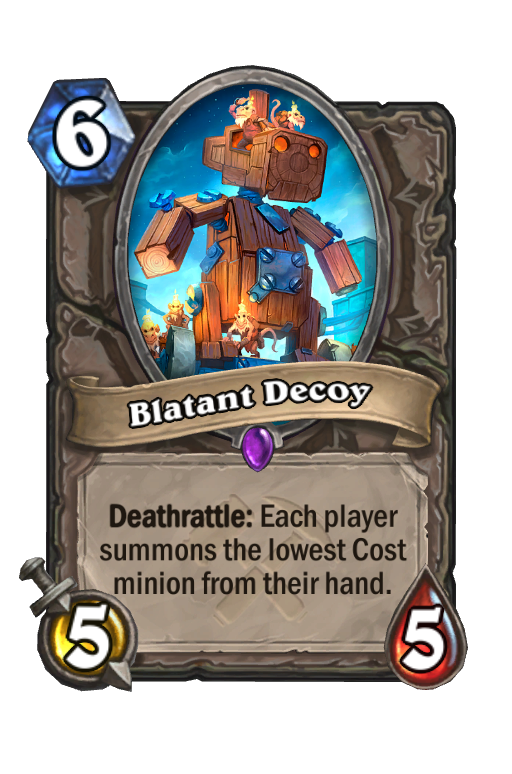 6
Blatant Decoy
Deathrattle: Each player
summons the lowest Cost
minion from their hand.
5
5